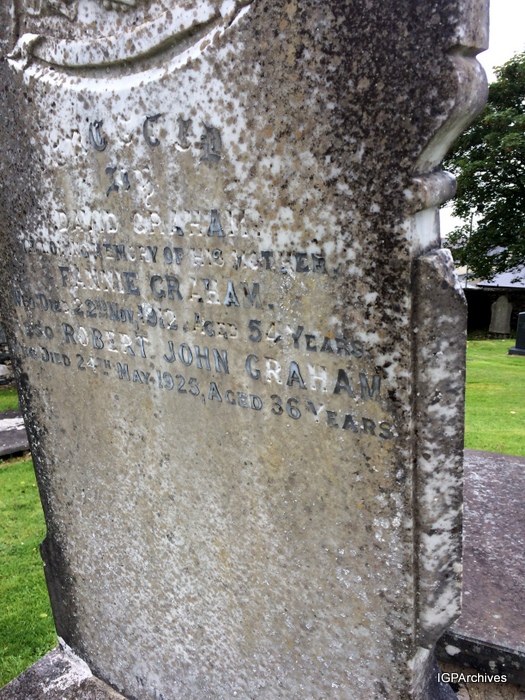 ERECTED
BY
DAVID GRAHAM,
IN LOVING MEMORY OF HIS MOTHER
FANNIE GRAHAM,
WHO DIED 22ND NOV. 1912, AGED 54 YEARS.
ALSO ROBERT JOHN GRAHAM,
WHO DIED 24TH MAY 1925, AGED 36 YEARS.
IGPArchives